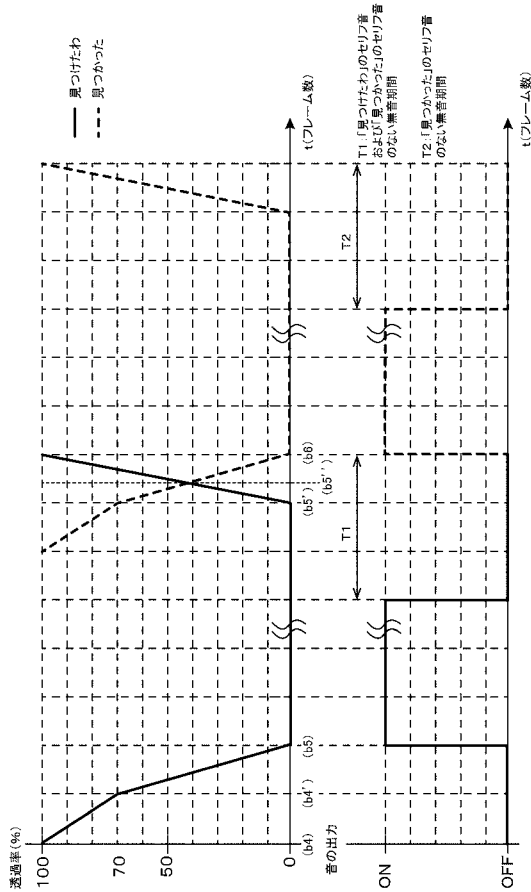 透過率(%)
100
70
50
0
見つけたわ
見つかった
t(フレーム数)
(b4)
(b4')
(b5)
(b5')
(b5'')
(b6)
音の出力
ON
OFF
T1
T2
t(フレーム数)
T1:「見つけたわ」のセリフ音
および「見つかった」のセリフ音
のない無音期間
T2:「見つかった」のセリフ音
のない無音期間